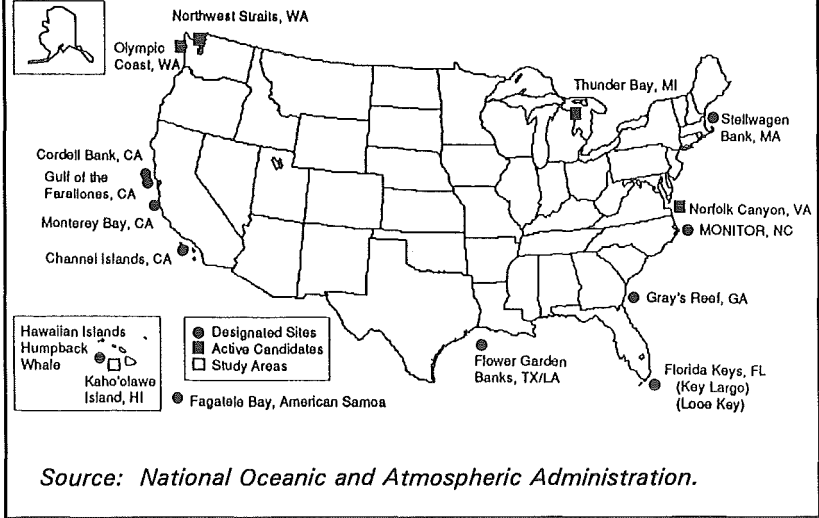 Northwest Straits, WA
Olympic
Coast, WA
Thunder Bay, MI
Stellwagen
Bank, MA
Cordell Bank, CA
Gulf of the
Farallones, CA
Monterey Bay, CA
Channel Islands, CA
Norfolk Canyon, VA
MONITOR, NC
Gray's Reef, GA
Hawaiian Islands
Humpback
Whale
Kaho'olawe
Island, HI
Designated Sites
Active Candidates
Study Areas
Fagatele Bay, American Samoa
Flower Garden
Banks, TX/LA
Florida Keys, FL
(Key Largo)
(Looe Key)
Source: National Oceanic and Atmospheric Administration.